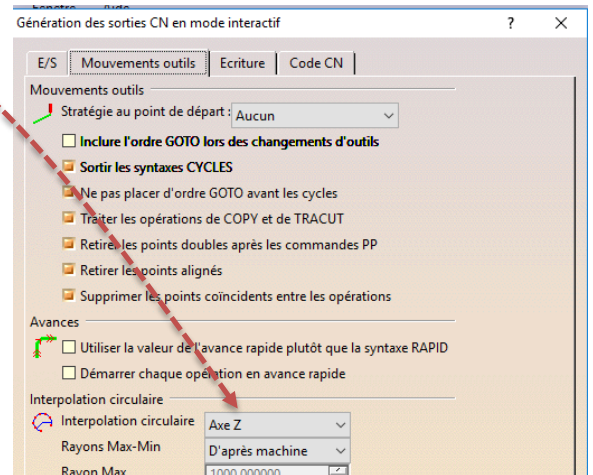 Génération des sorties CN en mode interactif ? ×
E/S Mouvements outils Ecriture Code CN
Mouvements outils
Stratégie au point de départ : Aucun
Inclure l'ordre GOTO lors des changements d'outils
Sortir les syntaxes CYCLES
Ne pas placer d'ordre GOTO avant les cycles
Traiter les opérations de COPY et de TRACUT
Retirer les points doubles après les commandes PP
Retirer les points alignés
Supprimer les points coïncidents entre les opérations
Avances
Utiliser la valeur de l'avance rapide plutôt que la syntaxe RAPID
Démarrer chaque opération en avance rapide
Interpolation circulaire
Interpolation circulaire Axe Z
Rayons Max-Min D'après machine
Rayon Max 1000.000000